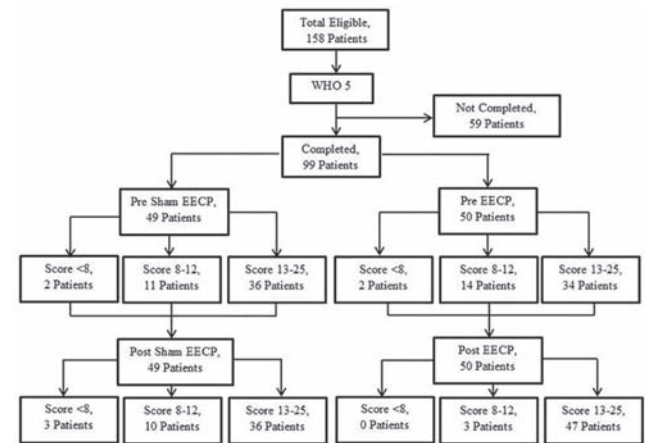 Total Eligible,
158 Patients
WHO 5
Not Completed,
59 Patients
Completed,
99 Patients
Pre Sham EECP,
49 Patients
Pre EECP,
50 Patients
Score <8,
2 Patients
Score 8-12,
11 Patients
Score 13-25,
36 Patients
Score <8,
2 Patients
Score 8-12,
14 Patients
Score 13-25,
34 Patients
Post Sham EECP,
49 Patients
Post EECP,
50 Patients
Score <8,
3 Patients
Score 8-12,
10 Patients
Score 13-25,
36 Patients
Score <8,
0 Patients
Score 8-12,
3 Patients
Score 13-25,
47 Patients